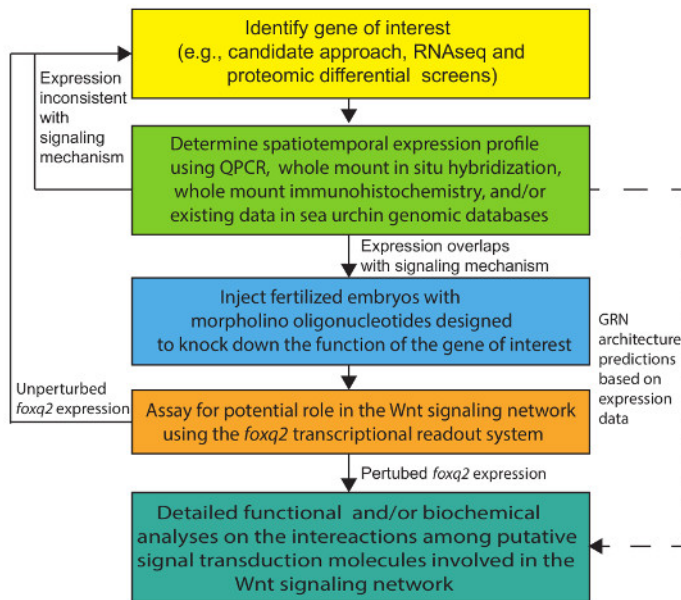 Identify gene of interest
(e.g., candidate approach, RNAseq and
proteomic differential screens)
Expression
inconsistent
with
signaling
mechanism
Determine spatiotemporal expression profile
using QPCR, whole mount in situ hybridization,
whole mount immunohistochemistry, and/or
existing data in sea urchin genomic databases
Expression overlaps
with signaling mechanism
Inject fertilized embryos with
morpholino oligonucleotides designed
to knock down the function of the gene of interest
GRN
architecture
predictions
based on
expression
data
Unperturbed
foxq2 expression
Assay for potential role in the Wnt signaling network
using the foxq2 transcriptional readout system
Pertubed foxq2 expression
Detailed functional and/or biochemical
analyses on the intereactions among putative
signal transduction molecules involved in the
Wnt signaling network